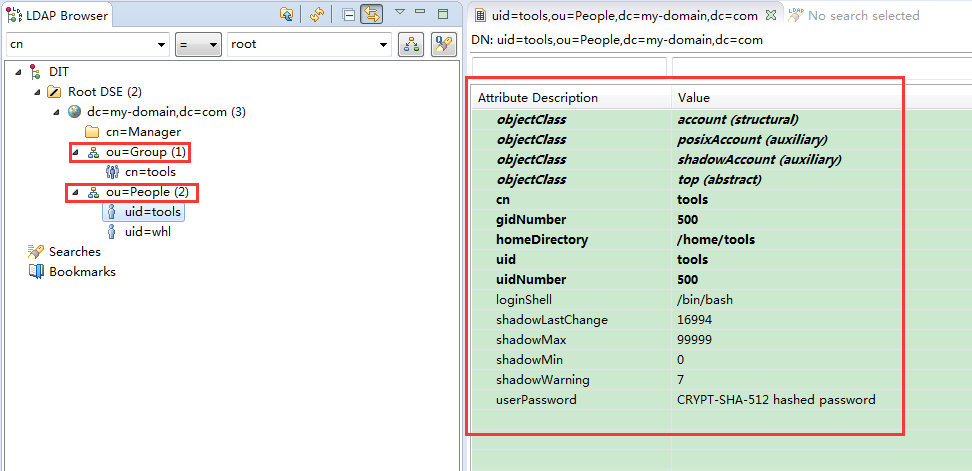 LDAP Browser
cn = root
DIT
Root DSE (2)
dc=my-domain,dc=com (3)
cn=Manager
ou=Group (1)
cn=tools
ou=People (2)
uid=tools
uid=whl
Searches
Bookmarks
uid=tools,ou=People,dc=my-domain,dc=com
LDAP No search selected
DN: uid=tools,ou=People,dc=my-domain,dc=com
Attribute Description Value
objectClass account (structural)
objectClass posixAccount (auxiliary)
objectClass shadowAccount (auxiliary)
objectClass top (abstract)
cn tools
gidNumber 500
homeDirectory /home/tools
uid tools
uidNumber 500
loginShell /bin/bash
shadowLastChange 16994
shadowMax 99999
shadowMin 0
shadowWarning 7
userPassword CRYPT-SHA-512 hashed password